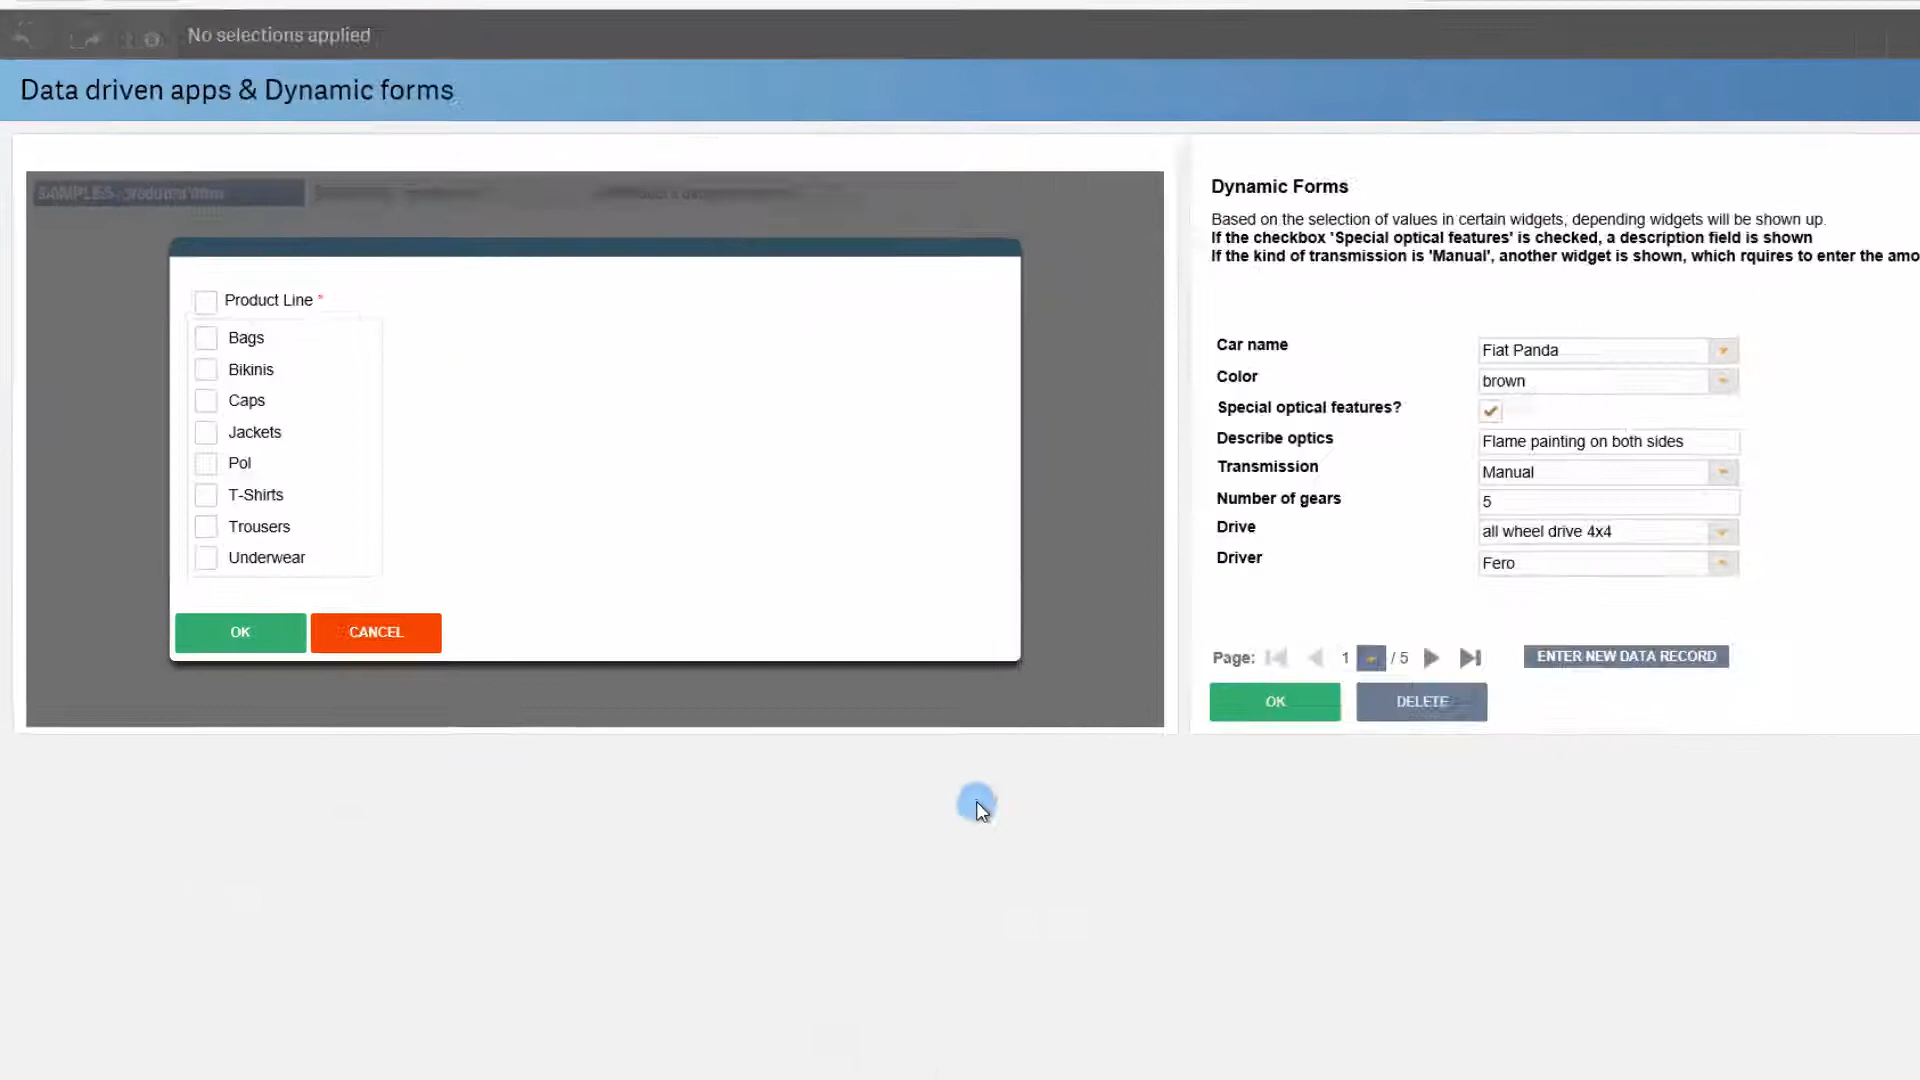 No selections applied
Data driven apps & Dynamic forms
Product Line *
Bags
Bikinis
Caps
Jackets
Pol
T-Shirts
Trousers
Underwear
OK
CANCEL
Dynamic Forms
Based on the selection of values in certain widgets, depending widgets will be shown up.
If the checkbox 'Special optical features' is checked, a description field is shown
If the kind of transmission is 'Manual', another widget is shown, which rquires to enter the amo
Car name Fiat Panda
Color brown
Special optical features?
Describe optics Flame painting on both sides
Transmission Manual
Number of gears 5
Drive all wheel drive 4x4
Driver Fero
Page: 1 / 5 ENTER NEW DATA RECORD
OK DELETE